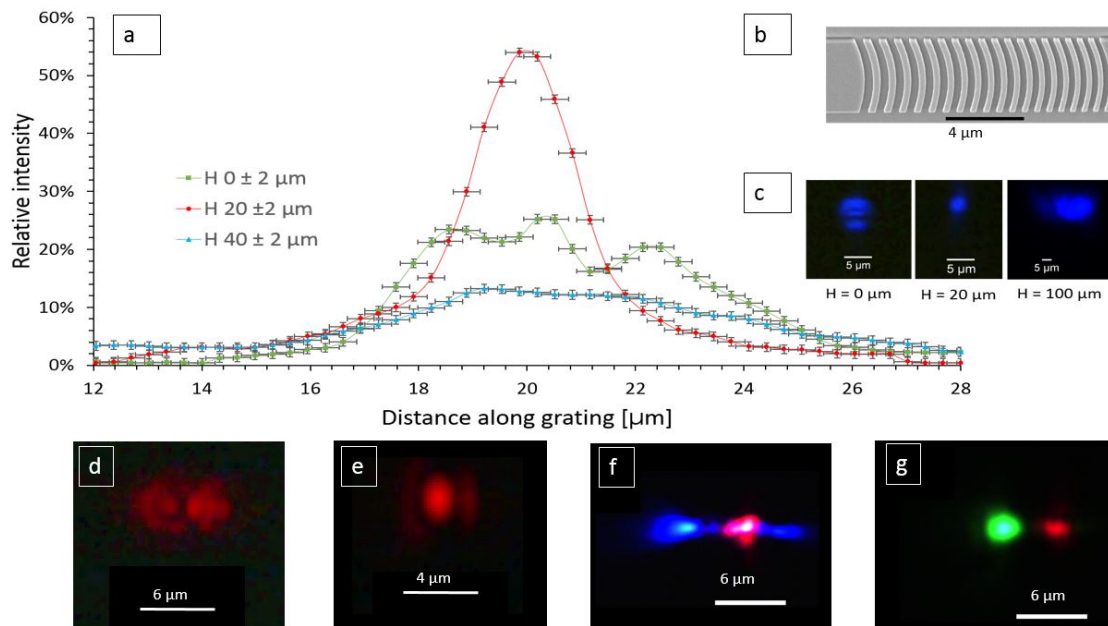 a
60%
50%
40%
30%
20%
10%
0%
Relative intensity
H 0 ± 2 µm
H 20 ±2 µm
H 40 ± 2 µm
12 14 16 18 20 22 24 26 28
Distance along grating [µm]
b
4 µm
c
5 µm 5 µm 5 µm
H = 0 µm H = 20 µm H = 100 µm
d
6 µm
e
4 µm
f
6 µm
g
6 µm